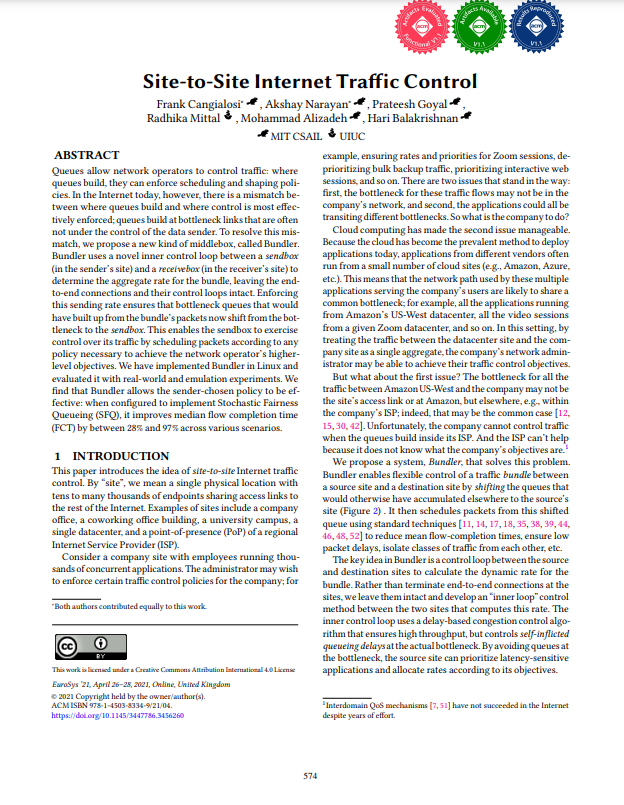 Artifacts Evaluated
acm
Functional V1.1
Artifacts Available
acm
V1.1
Results Reproduced
acm
V1.1
Site-to-Site Internet Traffic Control
Frank Cangialosi*, Akshay Narayan*, Prateesh Goyal,
Radhika Mittal, Mohammad Alizadeh, Hari Balakrishnan
MIT CSAIL UIUC
ABSTRACT
Queues allow network operators to control traffic: where
queues build, they can enforce scheduling and shaping poli-
cies. In the Internet today, however, there is a mismatch be-
tween where queues build and where control is most effec-
tively enforced; queues build at bottleneck links that are often
not under the control of the data sender. To resolve this mis-
match, we propose a new kind of middlebox, called Bundler.
Bundler uses a novel inner control loop between a sendbox
(in the sender's site) and a receivebox (in the receiver's site) to
determine the aggregate rate for the bundle, leaving the end-
to-end connections and their control loops intact. Enforcing
this sending rate ensures that bottleneck queues that would
have built up from the bundle's packets now shift from the bot-
tleneck to the sendbox. This enables the sendbox to exercise
control over its traffic by scheduling packets according to any
policy necessary to achieve the network operator's higher-
level objectives. We have implemented Bundler in Linux and
evaluated it with real-world and emulation experiments. We
find that Bundler allows the sender-chosen policy to be ef-
fective: when configured to implement Stochastic Fairness
Queueing (SFQ), it improves median flow completion time
(FCT) by between 28% and 97% across various scenarios.
1 INTRODUCTION
This paper introduces the idea of site-to-site Internet traffic
control. By “site”, we mean a single physical location with
tens to many thousands of endpoints sharing access links to
the rest of the Internet. Examples of sites include a company
office, a coworking office building, a university campus, a
single datacenter, and a point-of-presence (PoP) of a regional
Internet Service Provider (ISP).
Consider a company site with employees running thou-
sands of concurrent applications. The administrator may wish
to enforce certain traffic control policies for the company; for
*Both authors contributed equally to this work.
cc BY
This work is licensed under a Creative Commons Attribution International 4.0 License
EuroSys '21, April 26–28, 2021, Online, United Kingdom
© 2021 Copyright held by the owner/author(s).
ACM ISBN 978-1-4503-8334-9/21/04.
https://doi.org/10.1145/3447786.3456260
example, ensuring rates and priorities for Zoom sessions, de-
prioritizing bulk backup traffic, prioritizing interactive web
sessions, and so on. There are two issues that stand in the way:
first, the bottleneck for these traffic flows may not be in the
company's network, and second, the applications could all be
transiting different bottlenecks. So what is the company to do?
Cloud computing has made the second issue manageable.
Because the cloud has become the prevalent method to deploy
applications today, applications from different vendors often
run from a small number of cloud sites (e.g., Amazon, Azure,
etc.). This means that the network path used by these multiple
applications serving the company's users are likely to share a
common bottleneck; for example, all the applications running
from Amazon's US-West datacenter, all the video sessions
from a given Zoom datacenter, and so on. In this setting, by
treating the traffic between the datacenter site and the com-
pany site as a single aggregate, the company's network admin-
istrator may be able to achieve their traffic control objectives.
But what about the first issue? The bottleneck for all the
traffic between Amazon US-West and the company may not be
the site's access link or at Amazon, but elsewhere, e.g., within
the company's ISP; indeed, that may be the common case [12,
15, 30, 42]. Unfortunately, the company cannot control traffic
when the queues build inside its ISP. And the ISP can't help
because it does not know what the company's objectives are.1
We propose a system, Bundler, that solves this problem.
Bundler enables flexible control of a traffic bundle between
a source site and a destination site by shifting the queues that
would otherwise have accumulated elsewhere to the source's
site (Figure 2) . It then schedules packets from this shifted
queue using standard techniques [11, 14, 17, 18, 35, 38, 39, 44,
46, 48, 52] to reduce mean flow-completion times, ensure low
packet delays, isolate classes of traffic from each other, etc.
The key idea in Bundler is a control loop between the source
and destination sites to calculate the dynamic rate for the
bundle. Rather than terminate end-to-end connections at the
sites, we leave them intact and develop an “inner loop” control
method between the two sites that computes this rate. The
inner control loop uses a delay-based congestion control algo-
rithm that ensures high throughput, but controls self-inflicted
queueing delays at the actual bottleneck. By avoiding queues at
the bottleneck, the source site can prioritize latency-sensitive
applications and allocate rates according to its objectives.
1Interdomain QoS mechanisms [7, 51] have not succeeded in the Internet
despite years of effort.
574